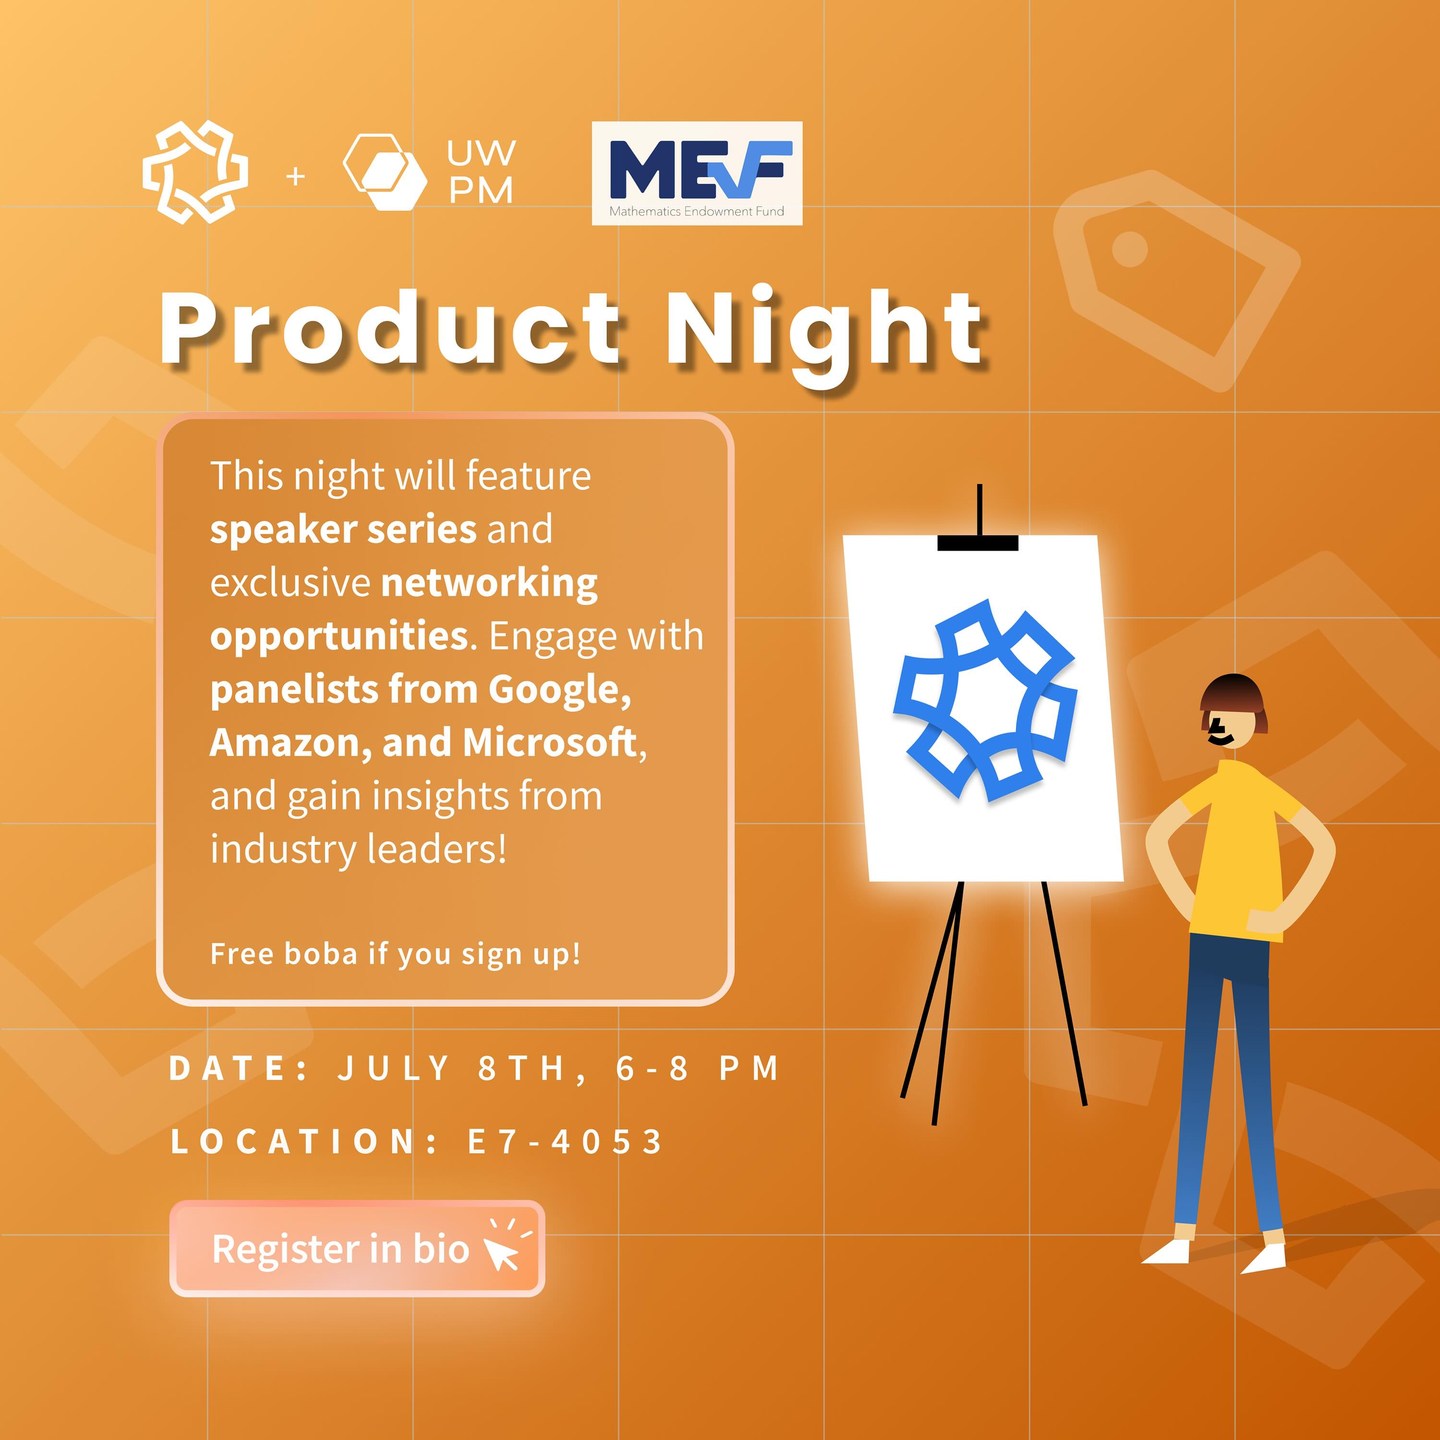 + UW
PM
MEF
Mathematics Endowment Fund
Product Night
This night will feature
speaker series and
exclusive networking
opportunities. Engage with
panelists from Google,
Amazon, and Microsoft,
and gain insights from
industry leaders!
Free boba if you sign up!
DATE: JULY 8TH, 6-8 PM
LOCATION: E7-4053
Register in bio